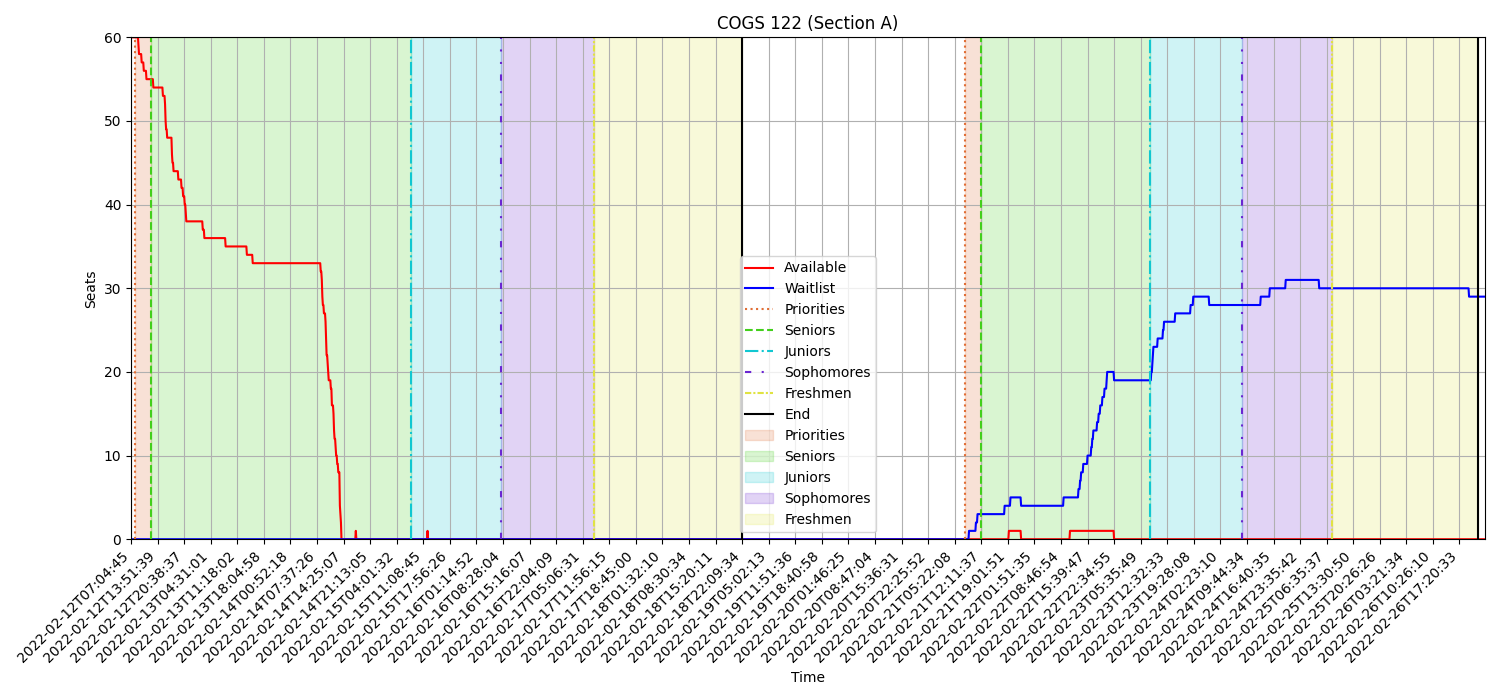 COGS 122 (Section A)
60
50
40
30
20
10
0
Seats
Available
Waitlist
Priorities
Seniors
Juniors
Sophomores
Freshmen
End
Priorities
Seniors
Juniors
Sophomores
Freshmen
2022-02-12T07:04:45
2022-02-12T13:51:39
2022-02-12T20:38:37
2022-02-13T04:31:01
2022-02-13T11:18:02
2022-02-13T18:04:58
2022-02-14T00:52:18
2022-02-14T07:37:26
2022-02-14T14:25:07
2022-02-14T21:13:05
2022-02-15T04:01:32
2022-02-15T11:08:45
2022-02-15T17:56:26
2022-02-16T01:14:52
2022-02-16T08:28:04
2022-02-16T15:16:07
2022-02-16T22:04:09
2022-02-17T05:06:31
2022-02-17T11:56:15
2022-02-17T18:45:00
2022-02-18T01:32:10
2022-02-18T08:30:34
2022-02-18T15:20:11
2022-02-18T22:09:34
2022-02-19T05:02:13
2022-02-19T11:51:36
2022-02-19T18:40:58
2022-02-20T01:46:25
2022-02-20T08:47:04
2022-02-20T15:36:31
2022-02-20T22:25:52
2022-02-21T05:22:08
2022-02-21T12:11:37
2022-02-21T19:01:51
2022-02-22T01:51:35
2022-02-22T08:46:54
2022-02-22T15:39:47
2022-02-22T22:34:55
2022-02-23T05:35:49
2022-02-23T12:32:33
2022-02-23T19:28:08
2022-02-24T02:23:10
2022-02-24T09:44:34
2022-02-24T16:40:35
2022-02-24T23:35:42
2022-02-25T06:35:37
2022-02-25T13:30:50
2022-02-25T20:26:26
2022-02-26T03:21:34
2022-02-26T10:26:10
2022-02-26T17:20:33
Time